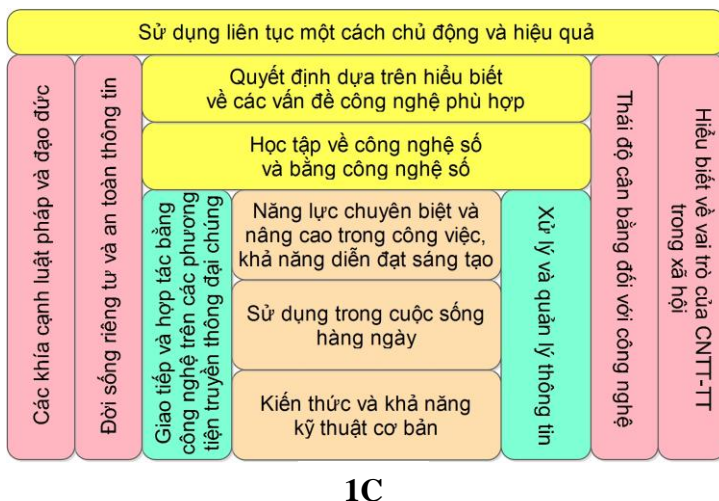 Sử dụng liên tục một cách chủ động và hiệu quả
Các khía cạnh luật pháp và đạo đức
Đời sống riêng tư và an toàn thông tin
Quyết định dựa trên hiểu biết
về các vấn đề công nghệ phù hợp
Học tập về công nghệ số
và bằng công nghệ số
Giao tiếp và hợp tác bằng
công nghệ trên các phương
tiện truyền thông đại chúng
Năng lực chuyên biệt và
nâng cao trong công việc,
khả năng diễn đạt sáng tạo
Sử dụng trong cuộc sống
hàng ngày
Kiến thức và khả năng
kỹ thuật cơ bản
Xử lý và quản lý thông tin
Thái độ cân bằng đối với công nghệ
Hiểu biết về vai trò của CNTT-TT
trong xã hội
1C